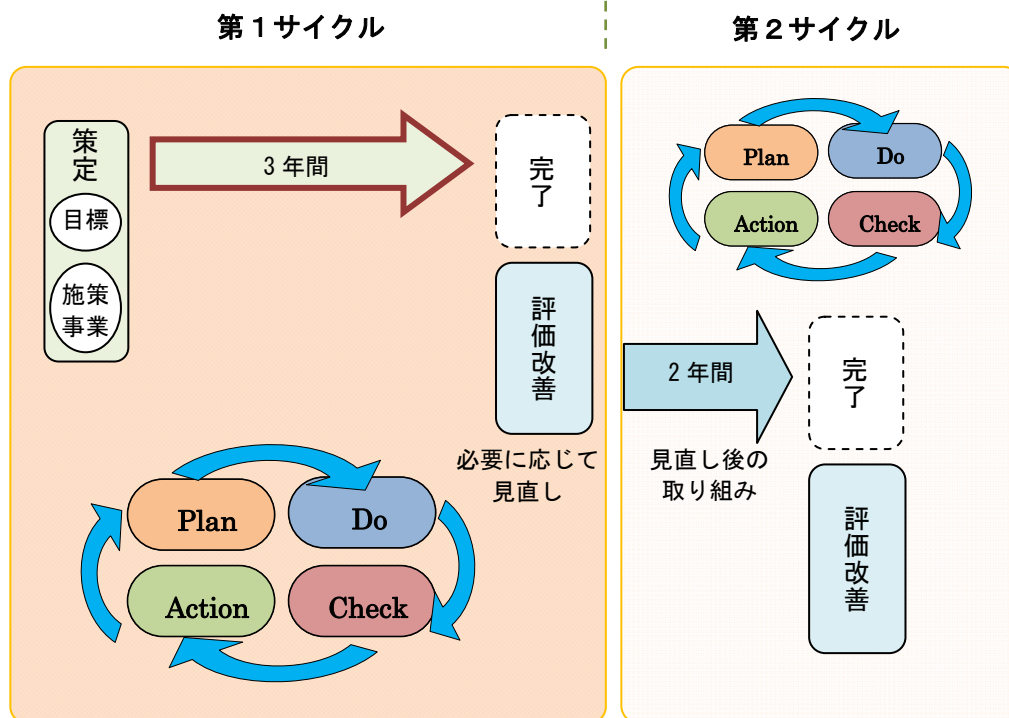 第１サイクル
第２サイクル
策定
目標
施策
事業
3 年間
完了
評価改善
必要に応じて
見直し
Plan
Do
Action
Check
Plan
Do
Action
Check
2 年間
見直し後の
取り組み
完了
評価改善